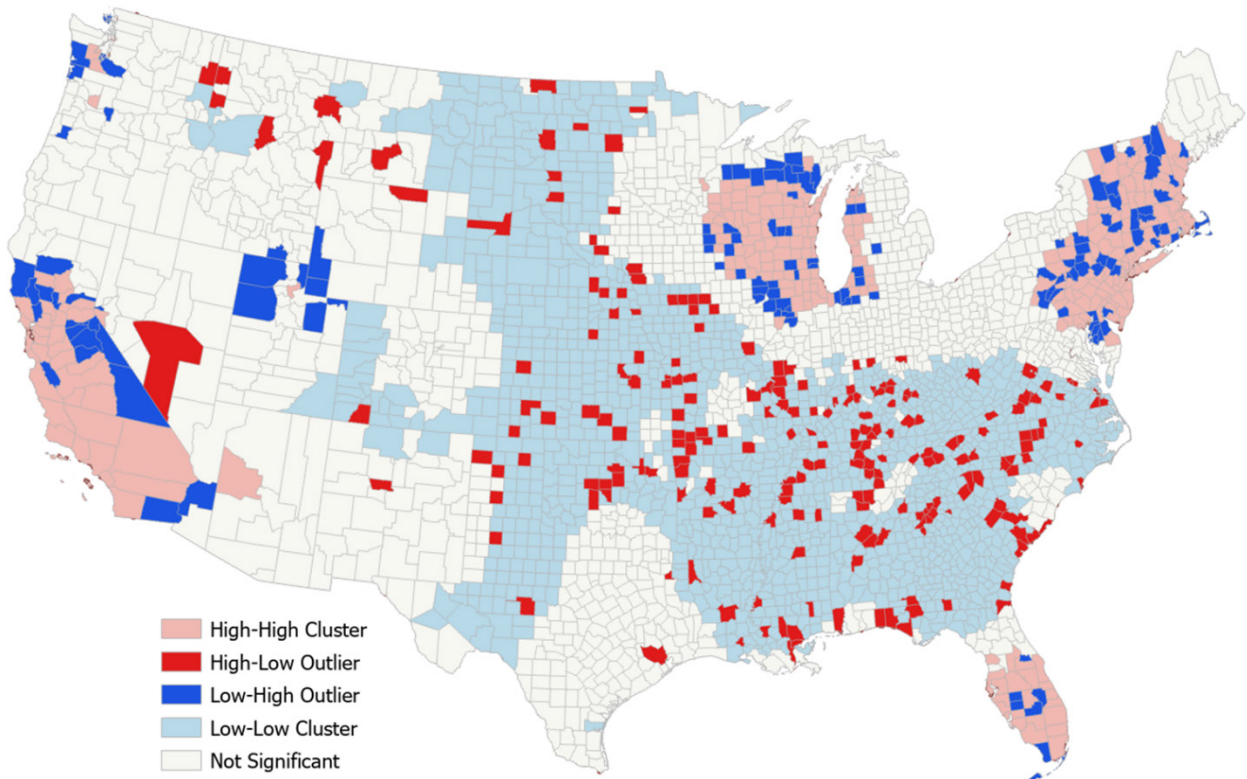 High-High Cluster
High-Low Outlier
Low-High Outlier
Low-Low Cluster
Not Significant